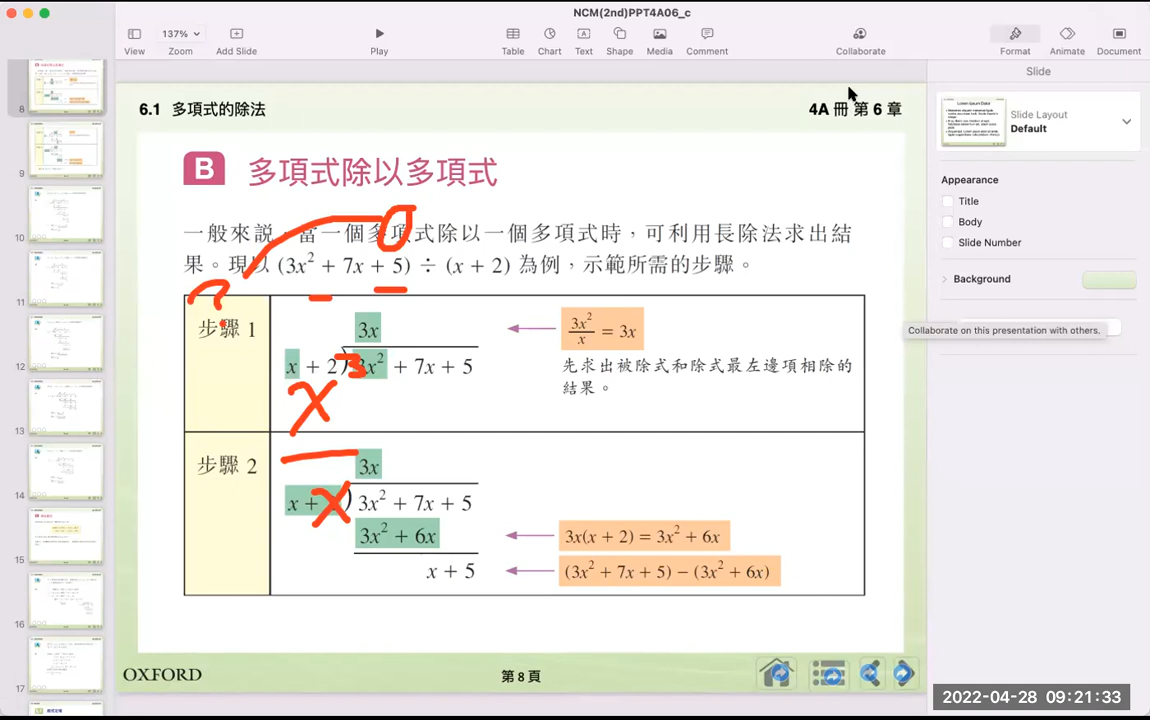 NCM(2nd)PPT4A06_c
137%
View
Zoom
Add Slide
Play
Table
Chart
Text
Shape
Media
Comment
Collaborate
Format
Animate
Document
Slide
8
9
10
11
12
13
14
15
16
17
6.1 多項式的除法
4A 冊 第 6 章
B 多項式除以多項式
一般來說，當一個多項式除以一個多項式時，可利用長除法求出結
果。現以 (3x² + 7x + 5) ÷ (x + 2) 為例，示範所需的步驟。
步驟 1
3x
x + 2)3x² + 7x + 5
3x²/x = 3x
先求出被除式和除式最左邊項相除的
結果。
3
x
步驟 2
3x
x + )3x² + 7x + 5
x
3x² + 6x
3x(x + 2) = 3x² + 6x
x + 5
(3x² + 7x + 5) − (3x² + 6x)
OXFORD
第 8 頁
Slide Layout
Default
Appearance
Title
Body
Slide Number
Background
Collaborate on this presentation with others.
2022-04-28 09:21:33